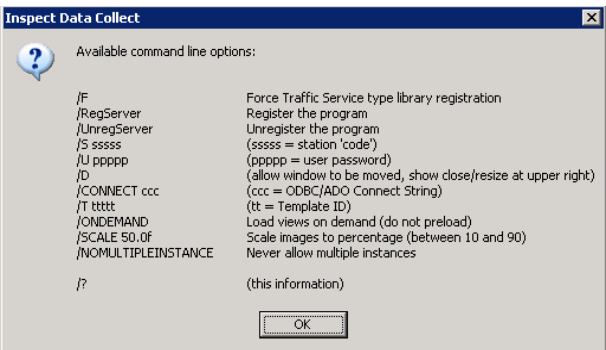 Inspect Data Collect
Available command line options:
/F Force Traffic Service type library registration
/RegServer Register the program
/UnregServer Unregister the program
/S sssss (sssss = station 'code')
/U ppppp (ppppp = user password)
/D (allow window to be moved, show close/resize at upper right)
/CONNECT ccc (ccc = ODBC/ADO Connect String)
/T ttttt (tt = Template ID)
/ONDEMAND Load views on demand (do not preload)
/SCALE 50.0f Scale images to percentage (between 10 and 90)
/NOMULTIPLEINSTANCE Never allow multiple instances
/? (this information)
OK